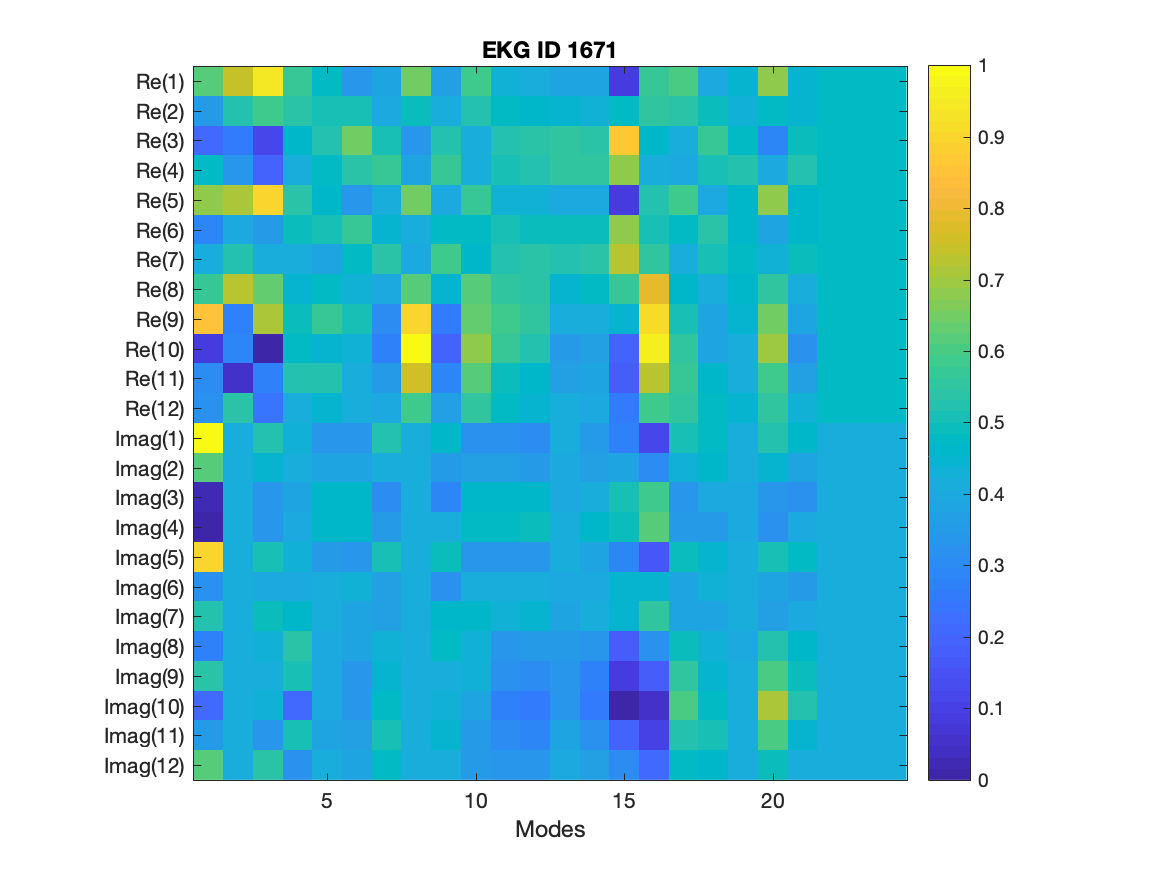 EKG ID 1671
Re(1)
Re(2)
Re(3)
Re(4)
Re(5)
Re(6)
Re(7)
Re(8)
Re(9)
Re(10)
Re(11)
Re(12)
Imag(1)
Imag(2)
Imag(3)
Imag(4)
Imag(5)
Imag(6)
Imag(7)
Imag(8)
Imag(9)
Imag(10)
Imag(11)
Imag(12)
5 10 15 20
Modes
1
0.9
0.8
0.7
0.6
0.5
0.4
0.3
0.2
0.1
0